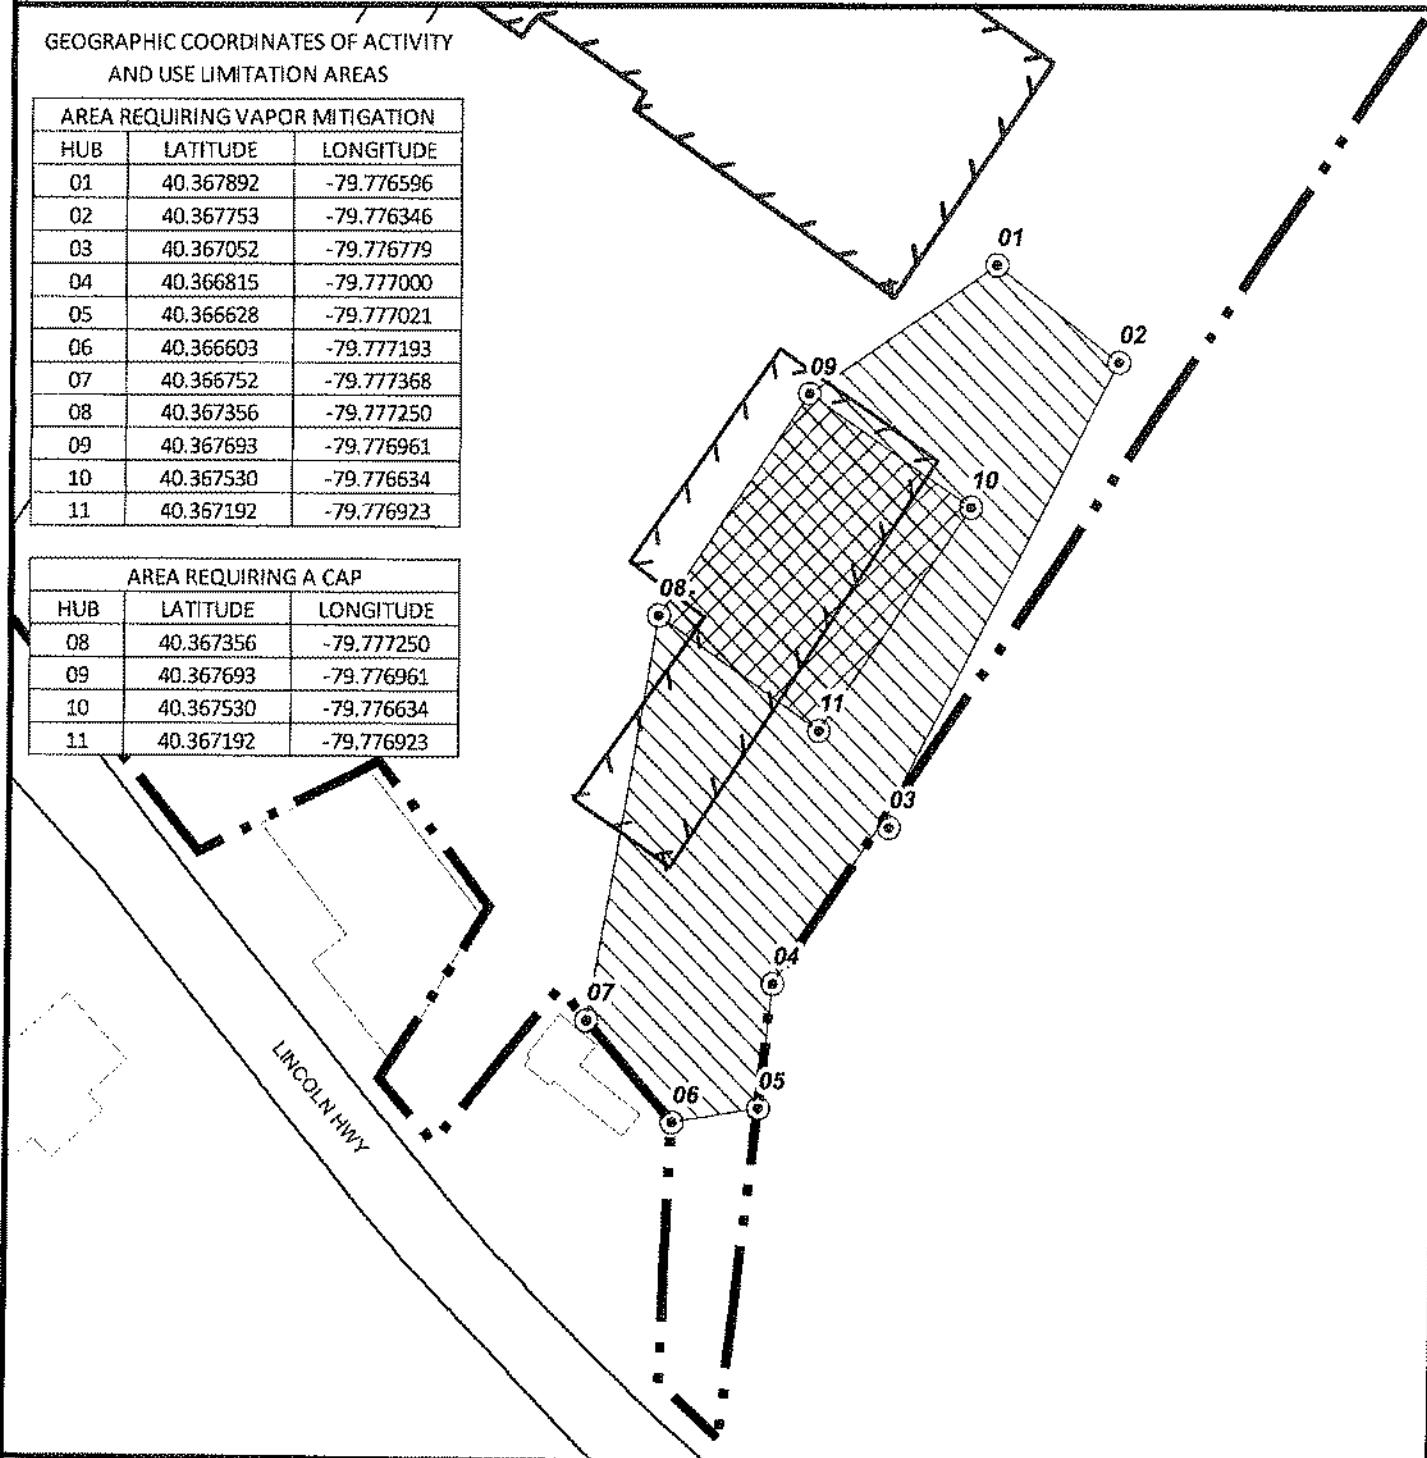 GEOGRAPHIC COORDINATES OF ACTIVITY
AND USE LIMITATION AREAS
AREA REQUIRING VAPOR MITIGATION
HUB LATITUDE LONGITUDE
01 40.367892 -79.776596
02 40.367753 -79.776346
03 40.367052 -79.776779
04 40.366815 -79.777000
05 40.366628 -79.777021
06 40.366603 -79.777193
07 40.366752 -79.777368
08 40.367356 -79.777250
09 40.367693 -79.776961
10 40.367530 -79.776634
11 40.367192 -79.776923
AREA REQUIRING A CAP
HUB LATITUDE LONGITUDE
08 40.367356 -79.777250
09 40.367693 -79.776961
10 40.367530 -79.776634
11 40.367192 -79.776923
01
02
09
10
08
11
03
04
07
05
06
LINCOLN HWY